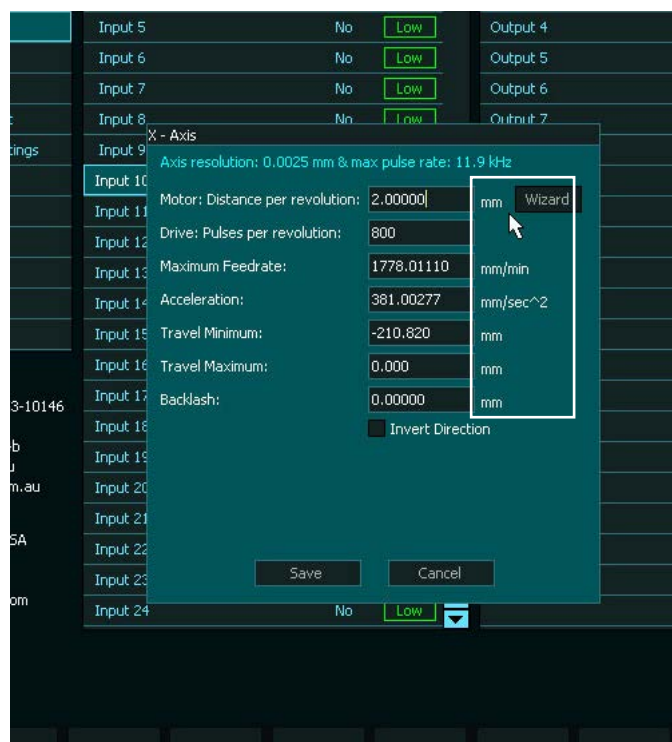 Input 5 No Low Output 4
Input 6 No Low Output 5
Input 7 No Low Output 6
Input 8 No Low Output 7
tings Input 9
X - Axis
Axis resolution: 0.0025 mm & max pulse rate: 11.9 kHz
Input 10
Motor: Distance per revolution: 2.00000 mm Wizard
Input 11
Drive: Pulses per revolution: 800
Input 12
Maximum Feedrate: 1778.01110 mm/min
Input 13
Acceleration: 381.00277 mm/sec^2
Input 14
Travel Minimum: -210.820 mm
Input 15
Travel Maximum: 0.000 mm
Input 16
Backlash: 0.00000 mm
3-10146 Input 17
Invert Direction
Input 18
Input 19
m.au Input 20
Input 21
SA
Input 22
Save Cancel
Input 23
om
Input 24 No Low